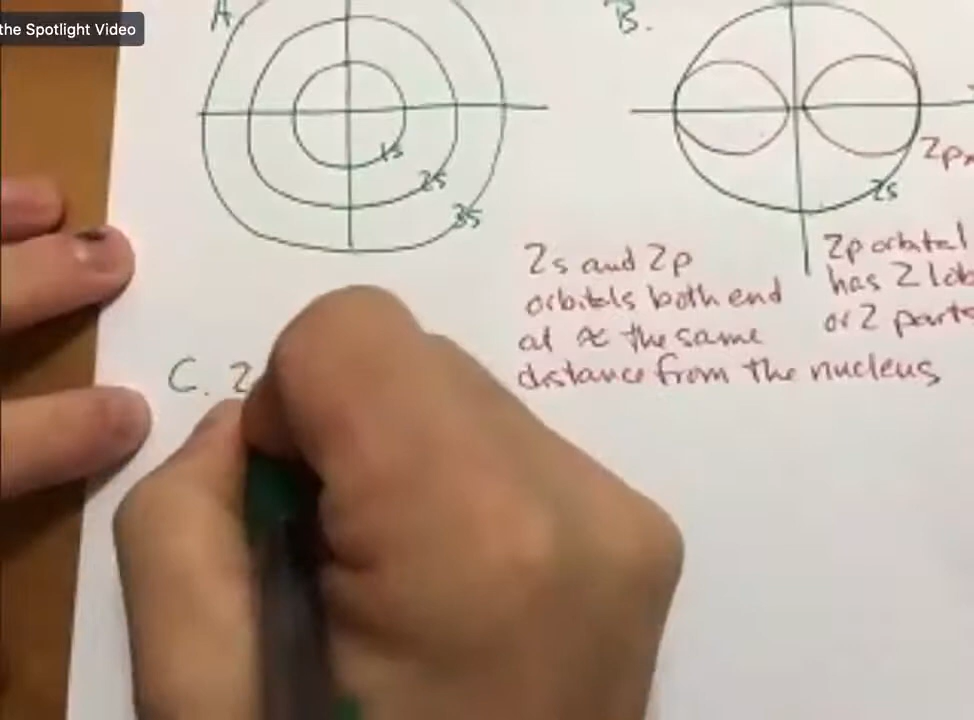 the Spotlight Video
A.
1s
2s
3s
B.
2s
2px
2s and 2p
orbitals both end
at ≈ the same
distance from the nucleus
2p orbital
has 2 lob
or 2 parts
C. 2